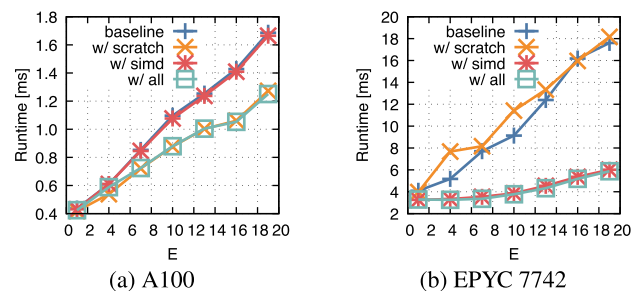 1.8
1.6
1.4
1.2
1.0
0.8
0.6
0.4
Runtime [ms]
baseline
w/ scratch
w/ simd
w/ all
0 2 4 6 8 10 12 14 16 18 20
E
(a) A100
20
18
16
14
12
10
8
6
4
2
Runtime [ms]
baseline
w/ scratch
w/ simd
w/ all
0 2 4 6 8 10 12 14 16 18 20
E
(b) EPYC 7742